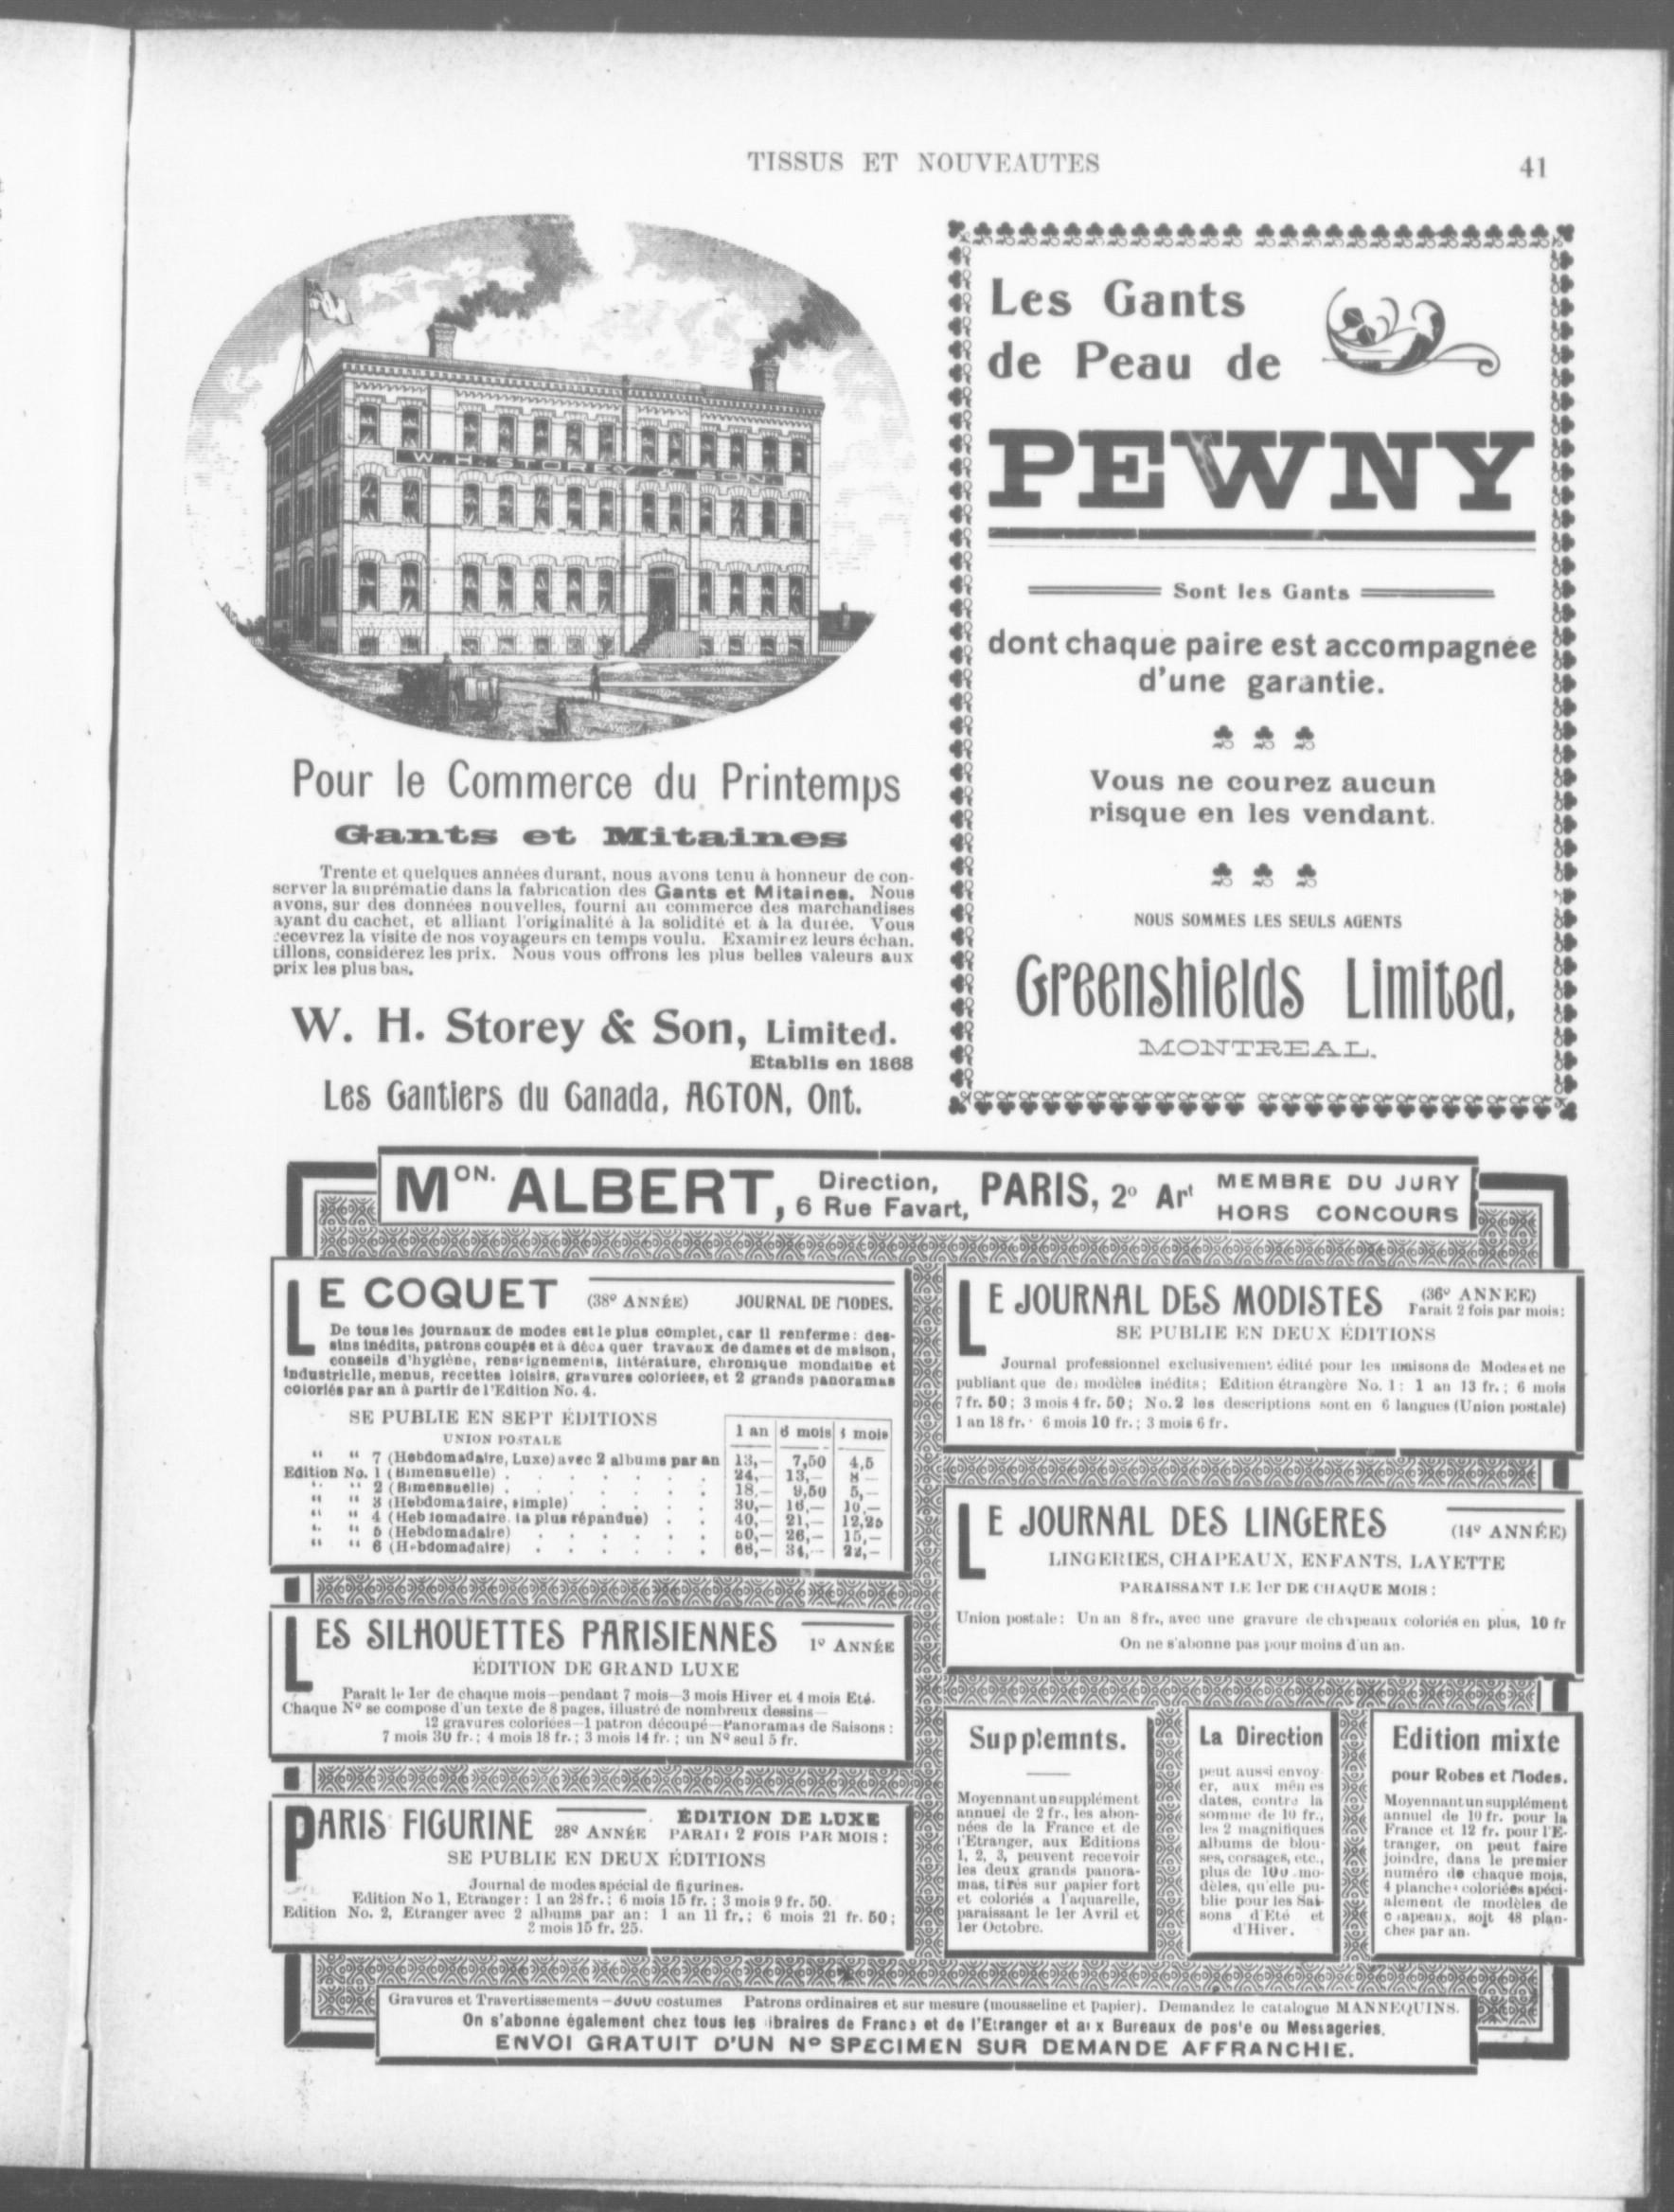 TISSUS ET NOUVEAUTES
41
W. H. STOREY & SON.
Pour le Commerce du Printemps
Gants et Mitaines
Trente et quelques années durant, nous avons tenu à honneur de con-
server la suprématie dans la fabrication des Gants et Mitaines. Nous
avons, sur des données nouvelles, fourni au commerce des marchandises
ayant du cachet, et alliant l'originalité à la solidité et à la durée. Vous
recevrez la visite de nos voyageurs en temps voulu. Examinez leurs échan.
tillons, considerez les prix. Nous vous offrons les plus belles valeurs aux
prix les plus bas.
W. H. Storey & Son, Limited.
Etablis en 1868
Les Gantiers du Canada, ACTON, Ont.
Les Gants
de Peau de
PEWNY
Sont les Gants
dont chaque paire est accompagnée
d'une garantie.
Vous ne courez aucun
risque en les vendant.
NOUS SOMMES LES SEULS AGENTS
Greenshields Limited,
MONTREAL.
MON. ALBERT, Direction, 6 Rue Favart, PARIS, 2e Art MEMBRE DU JURY
HORS CONCOURS
LE COQUET (38e ANNÉE) JOURNAL DE MODES.
De tous les journaux de modes est le plus complet, car il renferme: des-
sins inédits, patrons coupés et à découper travaux de dames et de maison,
conseils d'hygiène, renseignements, littérature, chronique mondaine et
industrielle, menus, recettes loisirs, gravures coloriees, et 2 grands panoramas
coloriés par an à partir de l'Edition No. 4.
SE PUBLIE EN SEPT ÉDITIONS
UNION POSTALE
1 an 6 mois 3 mois
" " 7 (Hebdomadaire, Luxe) avec 2 albums par an 13,— 7,50 4,5
Edition No. 1 (Bimensuelle) 24,— 13,— 8 —
" " 2 (Bimensuelle) 18,— 9,50 5,—
" " 3 (Hebdomadaire, simple) 30,— 16,— 10,—
" " 4 (Hebdomadaire, la plus répandue) 40,— 21,— 12,25
" " 5 (Hebdomadaire) 50,— 26,— 15,—
" " 6 (Hebdomadaire) 66,— 34,— 22,—
LES SILHOUETTES PARISIENNES 1e ANNÉE
ÉDITION DE GRAND LUXE
Parait le 1er de chaque mois—pendant 7 mois—3 mois Hiver et 4 mois Eté.
Chaque No se compose d'un texte de 8 pages, illustré de nombreux dessins—
12 gravures coloriées—1 patron découpé—Panoramas de Saisons:
7 mois 30 fr.; 4 mois 18 fr.; 3 mois 14 fr.; un No seul 5 fr.
PARIS FIGURINE 28e ANNÉE ÉDITION DE LUXE
PARAIT 2 FOIS PAR MOIS:
SE PUBLIE EN DEUX ÉDITIONS
Journal de modes spécial de figurines.
Edition No 1, Etranger: 1 an 28 fr.; 6 mois 15 fr.; 3 mois 9 fr. 50.
Edition No. 2, Etranger avec 2 albums par an: 1 an 11 fr.; 6 mois 21 fr. 50;
3 mois 15 fr. 25.
LE JOURNAL DES MODISTES (36e ANNEE)
Parait 2 fois par mois:
SE PUBLIE EN DEUX ÉDITIONS
Journal professionnel exclusivement édité pour les maisons de Modes et ne
publiant que des modèles inédits; Edition étrangère No. 1: 1 an 13 fr.; 6 mois
7 fr. 50; 3 mois 4 fr. 50; No. 2 les descriptions sont en 6 langues (Union postale)
1 an 18 fr. 6 mois 10 fr.; 3 mois 6 fr.
LE JOURNAL DES LINGERES (14e ANNÉE)
LINGERIES, CHAPEAUX, ENFANTS, LAYETTE
PARAISSANT LE 1er DE CHAQUE MOIS:
Union postale: Un an 8 fr., avec une gravure de chapeaux coloriés en plus, 10 fr
On ne s'abonne pas pour moins d'un an.
Supplemnts.
Moyennant un supplément
annuel de 2 fr., les abon-
nées de la France et de
l'Etranger, aux Editions
1, 2, 3, peuvent recevoir
les deux grands panora-
mas, tirés sur papier fort
et coloriés a l'aquarelle,
paraissant le 1er Avril et
1er Octobre.
La Direction
peut aussi envoy-
er, aux mêmes
dates, contre la
somme de 10 fr.,
les 2 magnifiques
albums de blou-
ses, corsages, etc.,
plus de 100 mo-
dèles, qu'elle pu-
blie pour les Sai-
sons d'Eté et
d'Hiver.
Edition mixte
pour Robes et Modes.
Moyennant un supplément
annuel de 10 fr. pour la
France et 12 fr. pour l'E-
tranger, on peut faire
joindre, dans le premier
numéro de chaque mois,
4 planches coloriées spéci-
alement de modèles de
chapeaux, soit 48 plan-
ches par an.
Gravures et Travertissements—3000 costumes Patrons ordinaires et sur mesure (mousseline et papier). Demandez le catalogue MANNEQUINS.
On s'abonne également chez tous les libraires de France et de l'Etranger et aux Bureaux de poste ou Messageries.
ENVOI GRATUIT D'UN No SPECIMEN SUR DEMANDE AFFRANCHIE.